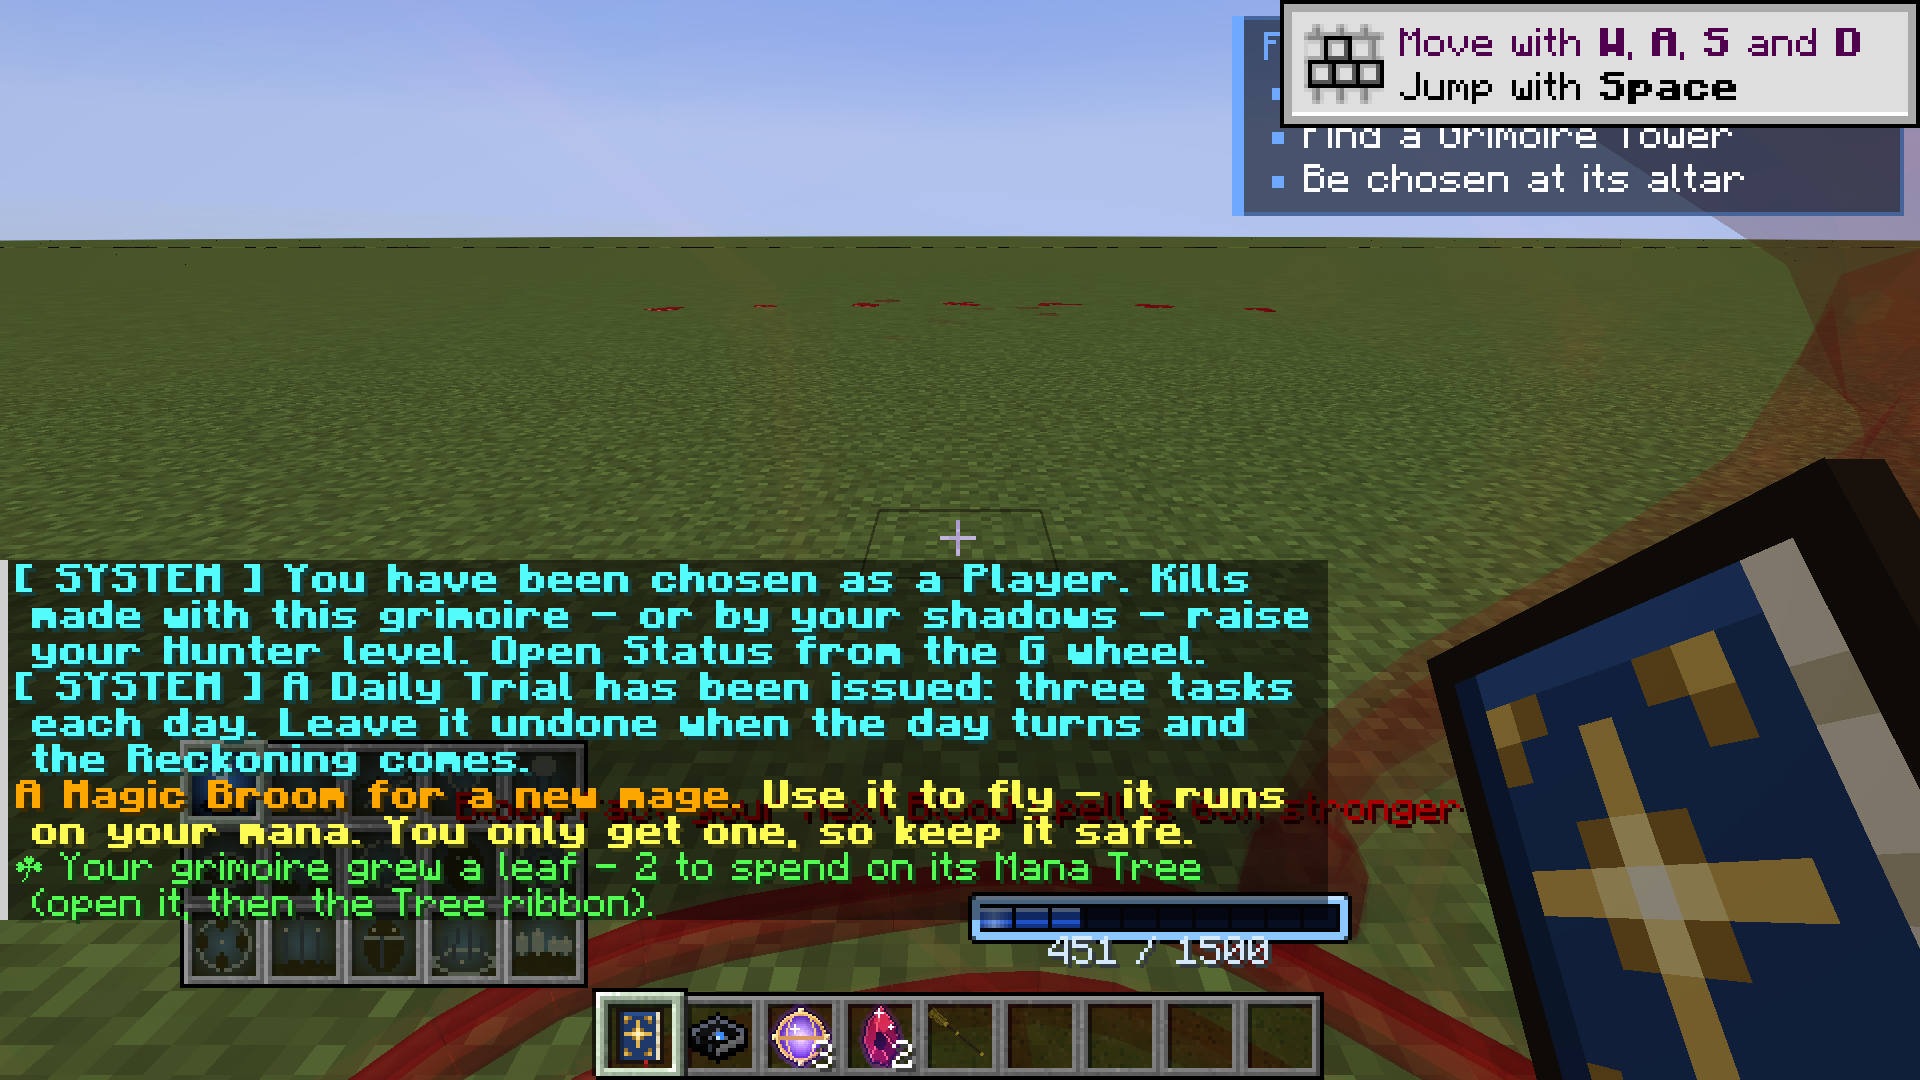 Move with W, A, S and D
Jump with Space
F
Find a Grimoire Tower
Be chosen at its altar
[ SYSTEM ] You have been chosen as a Player. Kills
made with this grimoire – or by your shadows – raise
your Hunter level. Open Status from the G wheel.
[ SYSTEM ] A Daily Trial has been issued: three tasks
each day. Leave it undone when the day turns and
the Reckoning comes.
A Magic Broom for a new mage. Use it to fly – it runs
on your mana. You only get one, so keep it safe.
stronger
☘ Your grimoire grew a leaf – 2 to spend on its Mana Tree
(open it, then the Tree ribbon).
451 / 1500
3
2